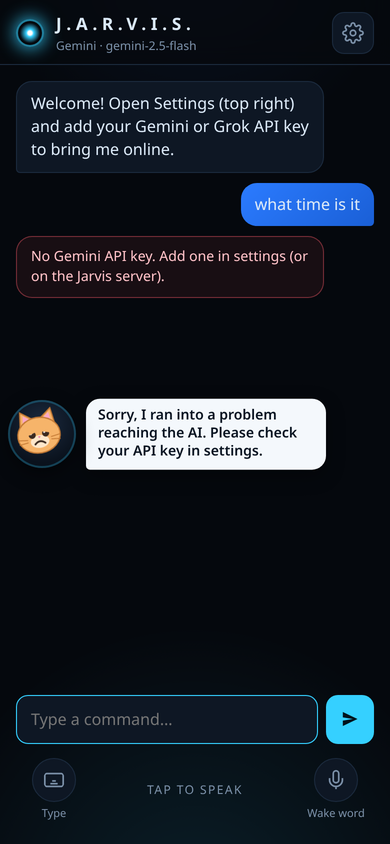 J.A.R.V.I.S.
Gemini · gemini-2.5-flash
Welcome! Open Settings (top right)
and add your Gemini or Grok API key
to bring me online.
what time is it
No Gemini API key. Add one in settings (or
on the Jarvis server).
Sorry, I ran into a problem
reaching the AI. Please check
your API key in settings.
Type a command...
Type
TAP TO SPEAK
Wake word